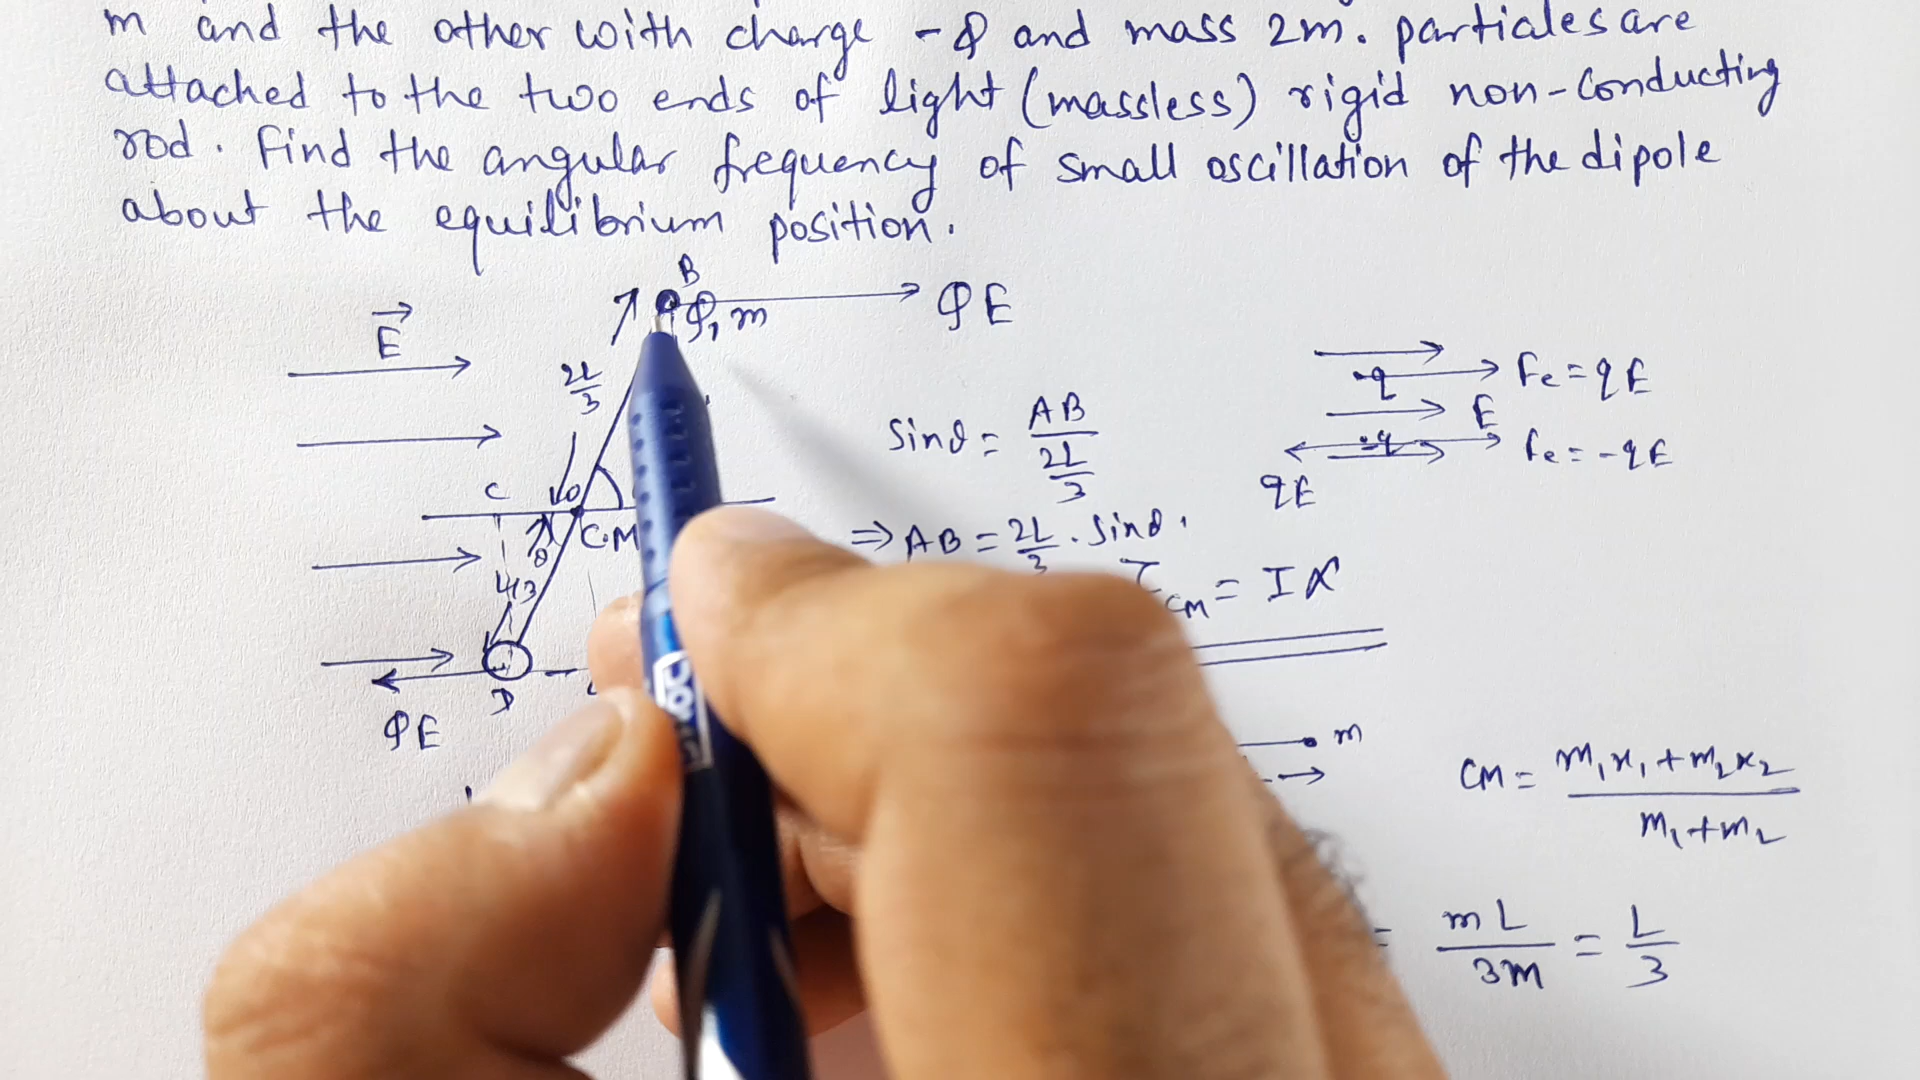 m and the other with charge - Q and mass 2m. particles are
attached to the two ends of light (massless) rigid non-conducting
rod. Find the angular frequency of small oscillation of the dipole
about the equilibrium position.
B
Q, m
QE
E
2L/3
C
O
C.M
θ
L/3
D
QE
Sinθ = AB / 2L/3
⇒ AB = 2L/3 . Sinθ .
τCM = Iα
q
Fe = qE
E
-q
Fe = -qE
qE
m
CM = m1x1 + m2x2 / m1 + m2
= mL / 3m = L / 3